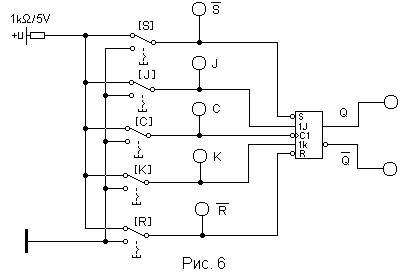 1kΩ/5V
+
[S]
S̅
[J]
J
[C]
C
[K]
K
[R]
R̅
S
1J
C1
1k
R
Q
Q̅
Рис. 6